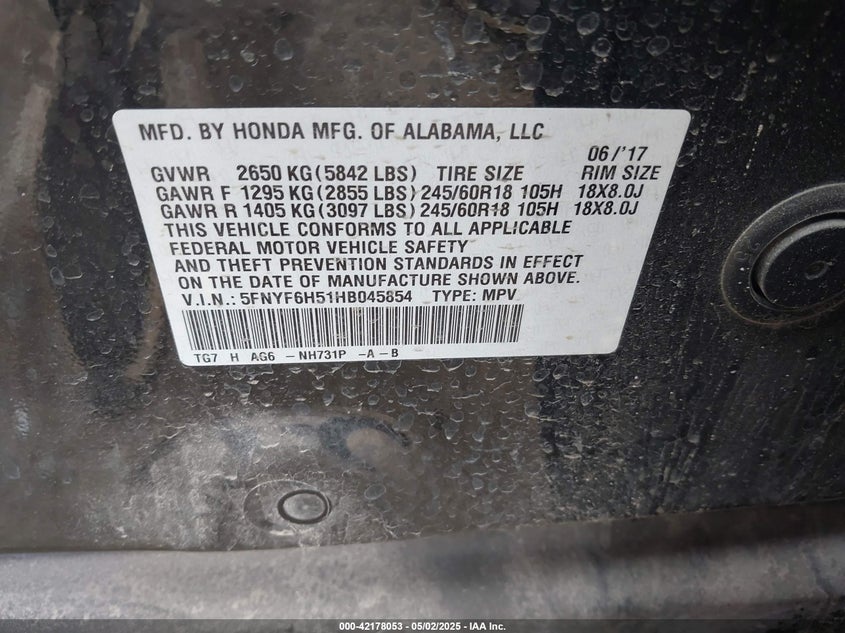 MFD. BY HONDA MFG. OF ALABAMA, LLC
06/'17
GVWR 2650 KG (5842 LBS) TIRE SIZE RIM SIZE
GAWR F 1295 KG (2855 LBS) 245/60R18 105H 18X8.0J
GAWR R 1405 KG (3097 LBS) 245/60R18 105H 18X8.0J
THIS VEHICLE CONFORMS TO ALL APPLICABLE
FEDERAL MOTOR VEHICLE SAFETY
AND THEFT PREVENTION STANDARDS IN EFFECT
ON THE DATE OF MANUFACTURE SHOWN ABOVE.
V.I.N.: 5FNYF6H51HB045854 TYPE: MPV
TG7 H AG6 -NH731P -A-B
000-42178053 - 05/02/2025 - IAA Inc.